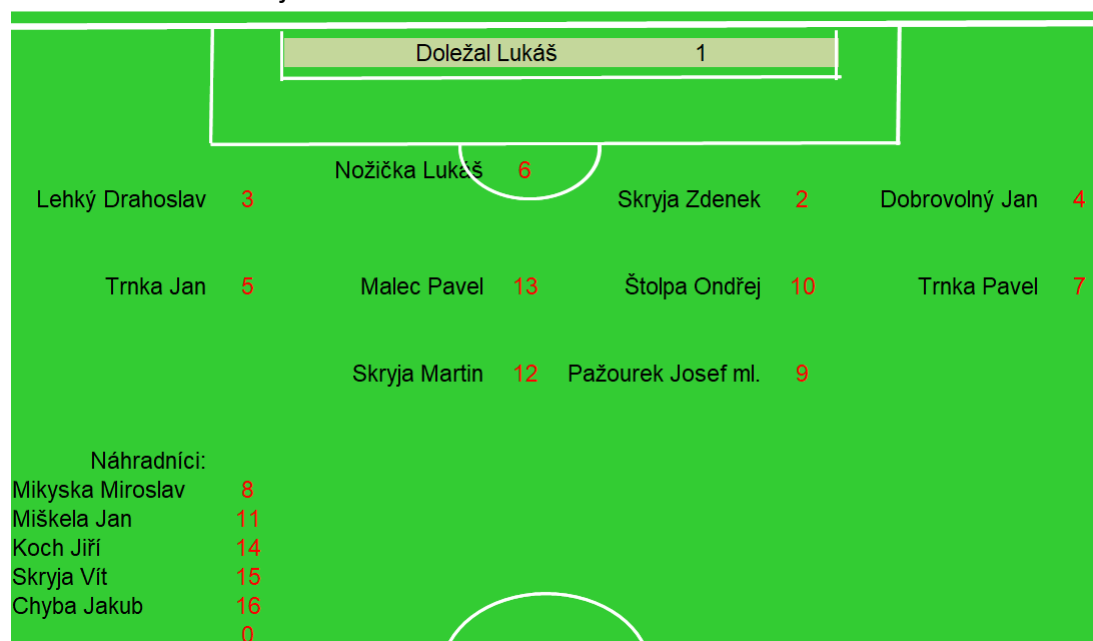 Doležal Lukáš 1
Nožička Lukáš 6
Lehký Drahoslav 3 Skryja Zdenek 2 Dobrovolný Jan 4
Trnka Jan 5 Malec Pavel 13 Štolpa Ondřej 10 Trnka Pavel 7
Skryja Martin 12 Pažourek Josef ml. 9
Náhradníci:
Mikyska Miroslav 8
Miškela Jan 11
Koch Jiří 14
Skryja Vít 15
Chyba Jakub 16
0